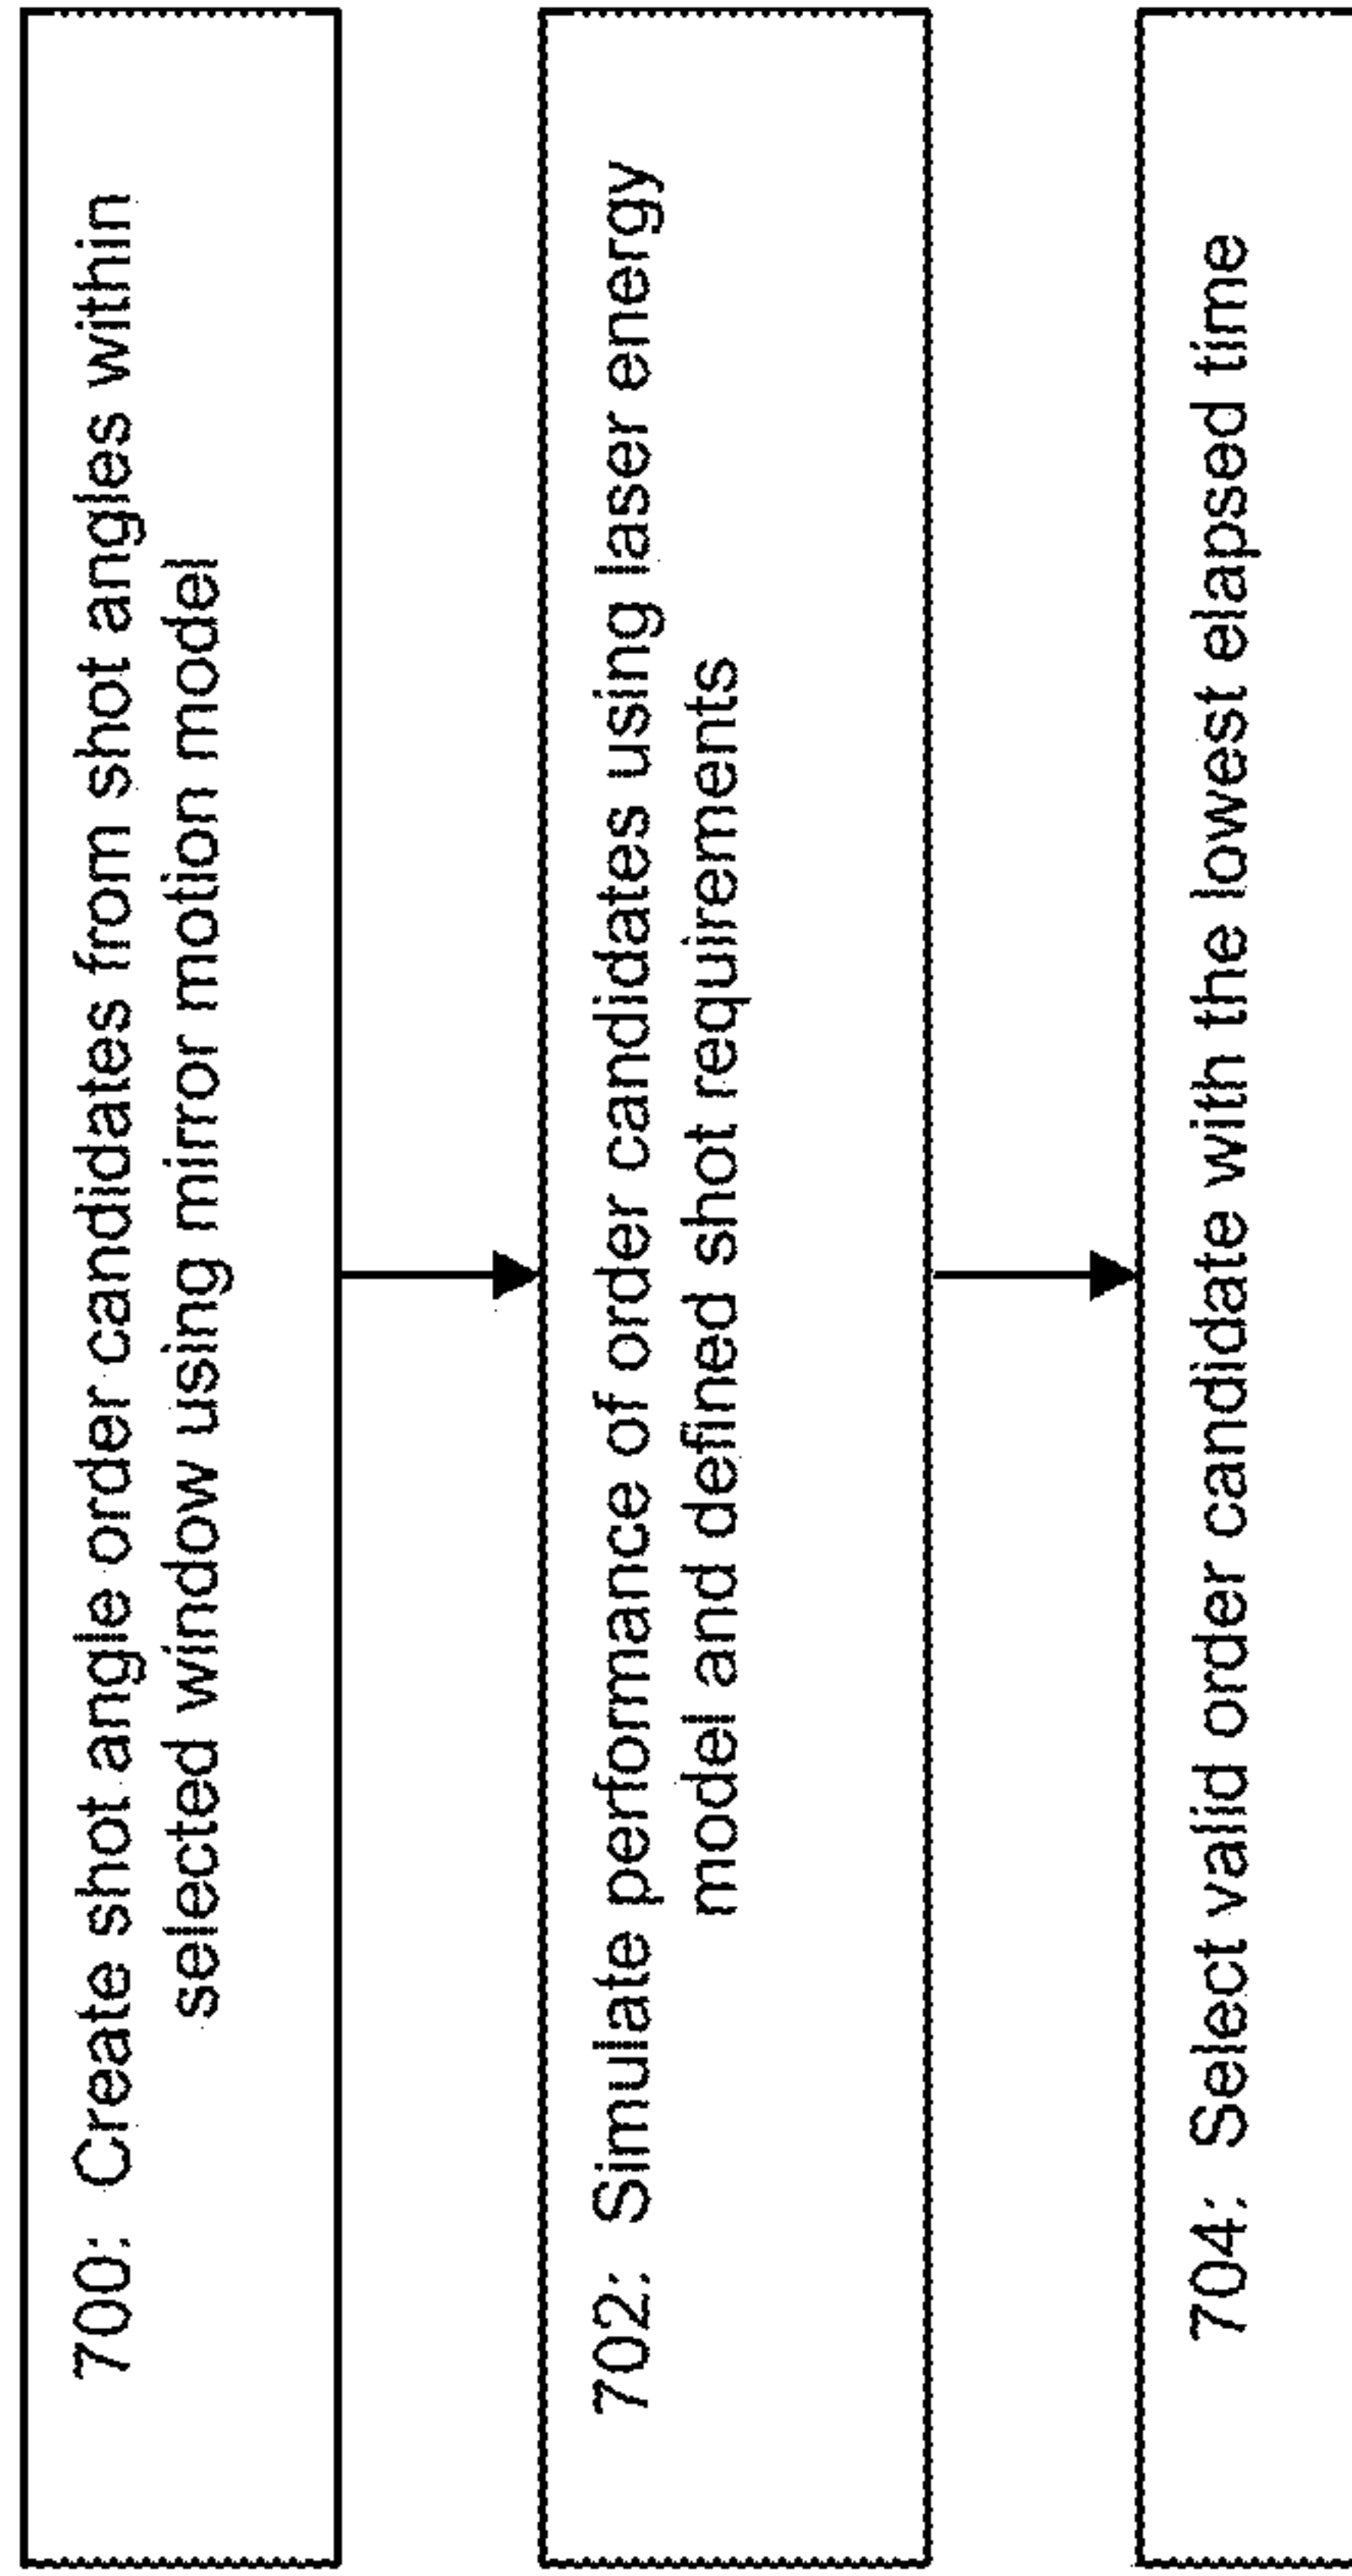 700: Create shot angle order candidates from shot angles within
selected window using mirror motion model
702: Simulate performance of order candidates using laser energy
model and defined shot requirements
704: Select valid order candidate with the lowest elapsed time